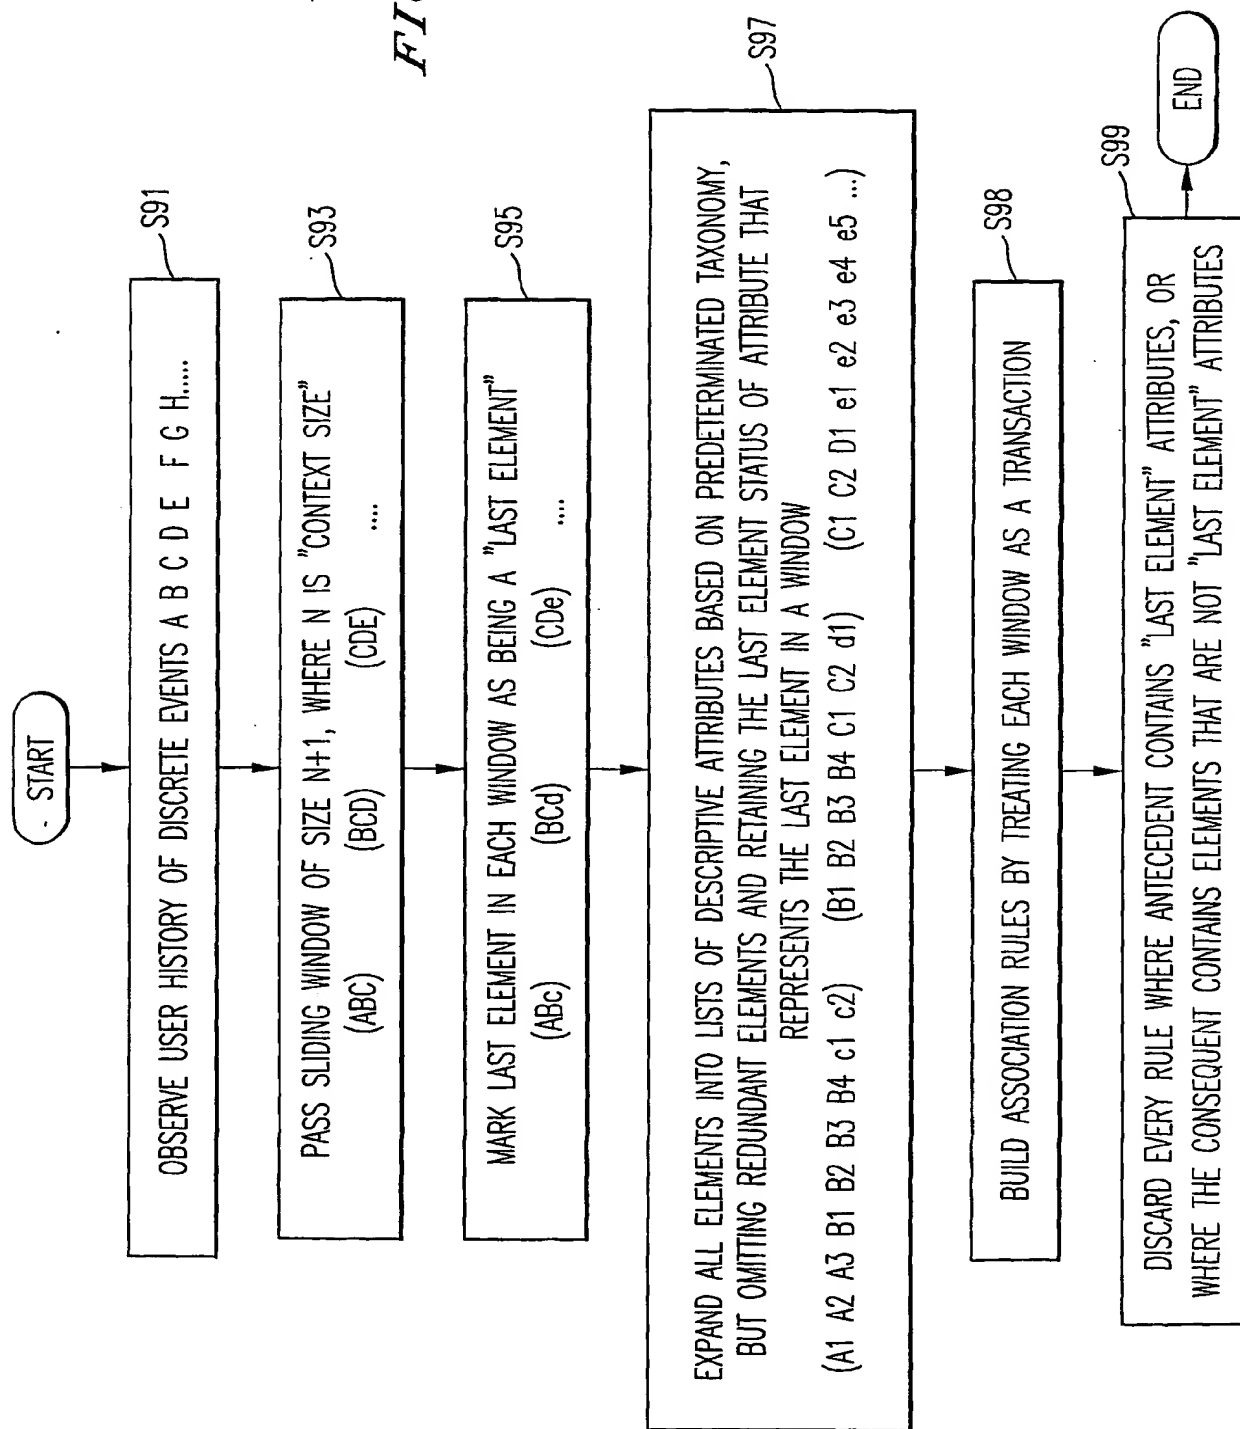 FIG
START
OBSERVE USER HISTORY OF DISCRETE EVENTS A B C D E F G H.....
S91
PASS SLIDING WINDOW OF SIZE N+1, WHERE N IS "CONTEXT SIZE"
(ABC) (BCD) (CDE) ....
S93
MARK LAST ELEMENT IN EACH WINDOW AS BEING A "LAST ELEMENT"
(ABc) (BCd) (CDe) ....
S95
EXPAND ALL ELEMENTS INTO LISTS OF DESCRIPTIVE ATTRIBUTES BASED ON PREDETERMINATED TAXONOMY,
BUT OMITTING REDUNDANT ELEMENTS AND RETAINING THE LAST ELEMENT STATUS OF ATTRIBUTE THAT
REPRESENTS THE LAST ELEMENT IN A WINDOW
(A1 A2 A3 B1 B2 B3 B4 c1 c2) (B1 B2 B3 B4 C1 C2 d1) (C1 C2 D1 e1 e2 e3 e4 e5 ...)
S97
BUILD ASSOCIATION RULES BY TREATING EACH WINDOW AS A TRANSACTION
S98
DISCARD EVERY RULE WHERE ANTECEDENT CONTAINS "LAST ELEMENT" ATTRIBUTES, OR
WHERE THE CONSEQUENT CONTAINS ELEMENTS THAT ARE NOT "LAST ELEMENT" ATTRIBUTES
S99
END